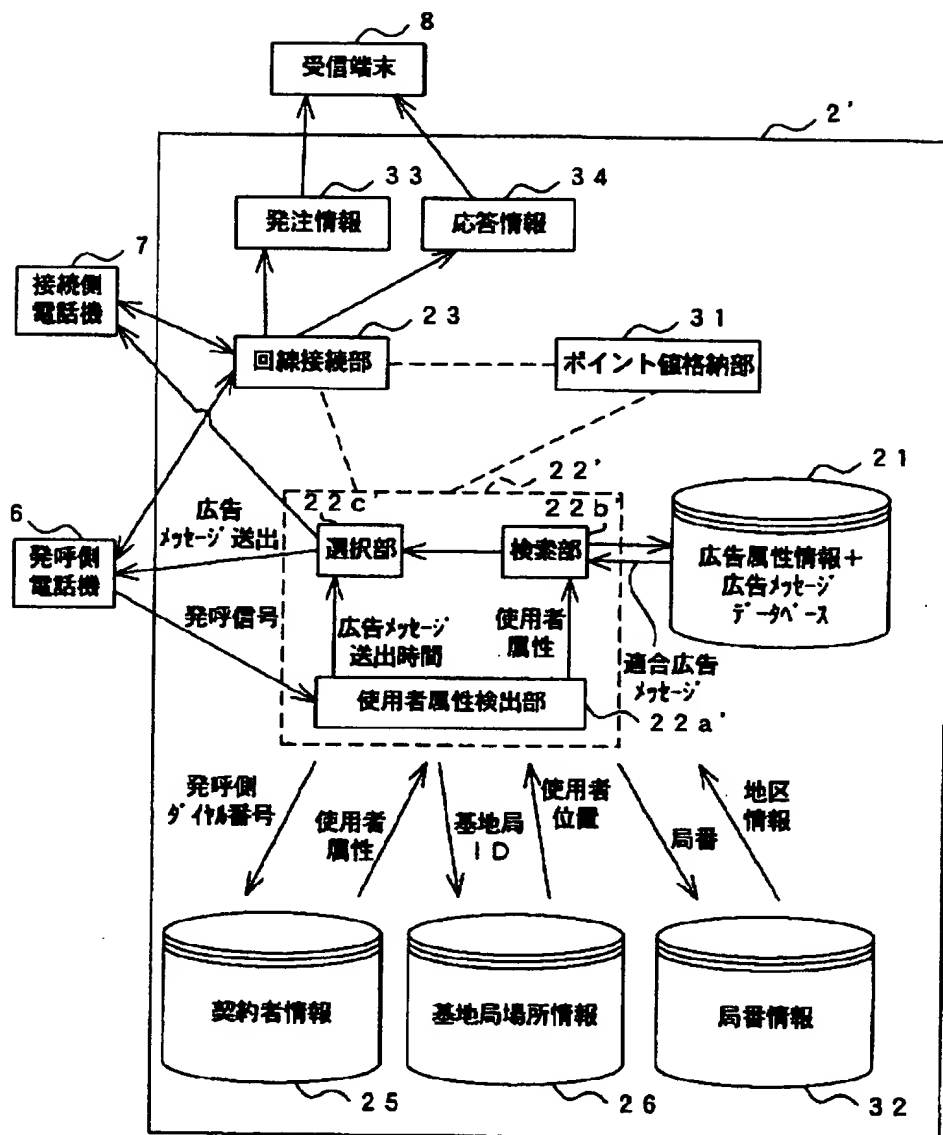 8
受信端末
2’
33
34
発注情報
応答情報
7
接続側
電話機
23
31
回線接続部
ポイント値格納部
22’
21
6
広告
メッセージ送出
22c
22b
発呼側
電話機
選択部
検索部
広告属性情報+
広告メッセージ
データベース
発呼信号
広告メッセージ
送出時間
使用者
属性
適合広告
メッセージ
使用者属性検出部
22a’
発呼側
ダイヤル番号
使用者
属性
基地局
ID
使用者
位置
局番
地区
情報
契約者情報
基地局場所情報
局番情報
25
26
32